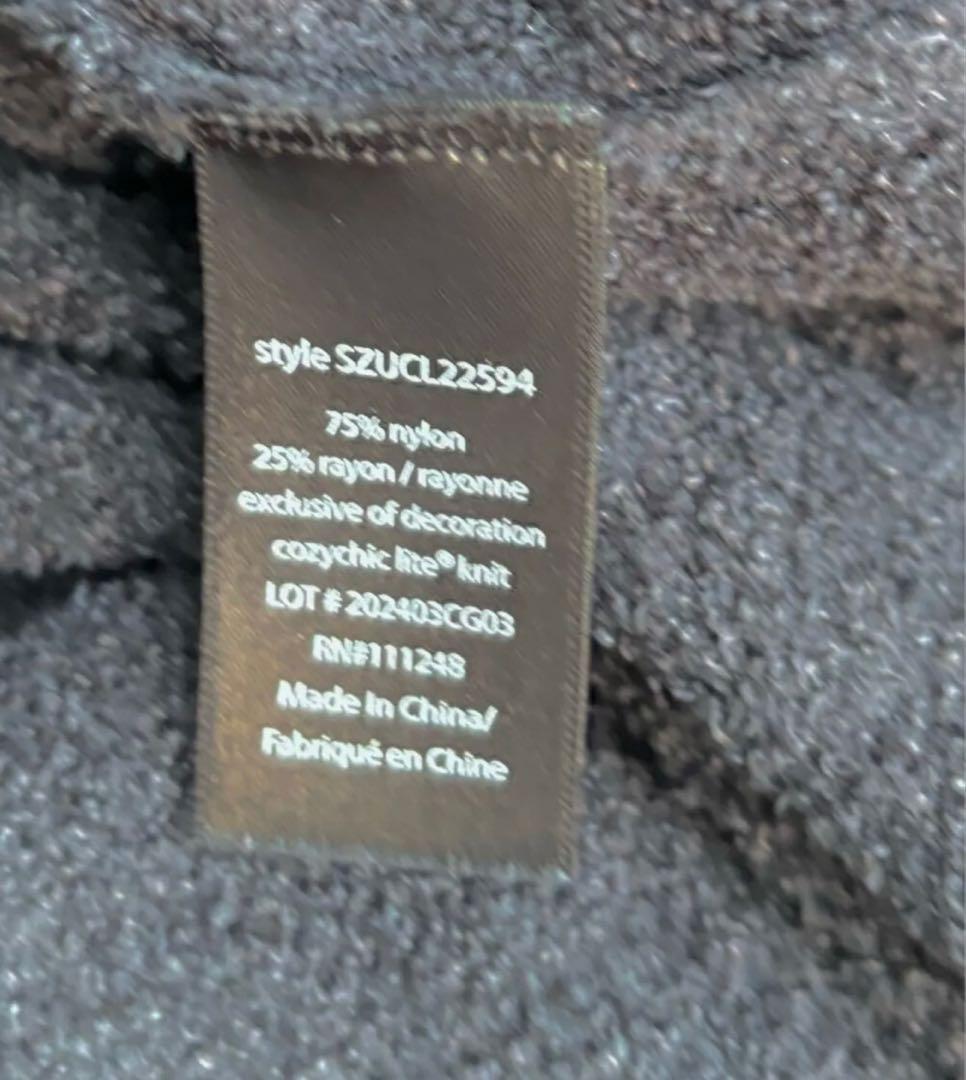 style SZUCL22594
75% nylon
25% rayon / rayonne
exclusive of decoration
cozychic lite® knit
LOT # 202403CG03
RN#111248
Made In China/
Fabriqué en Chine